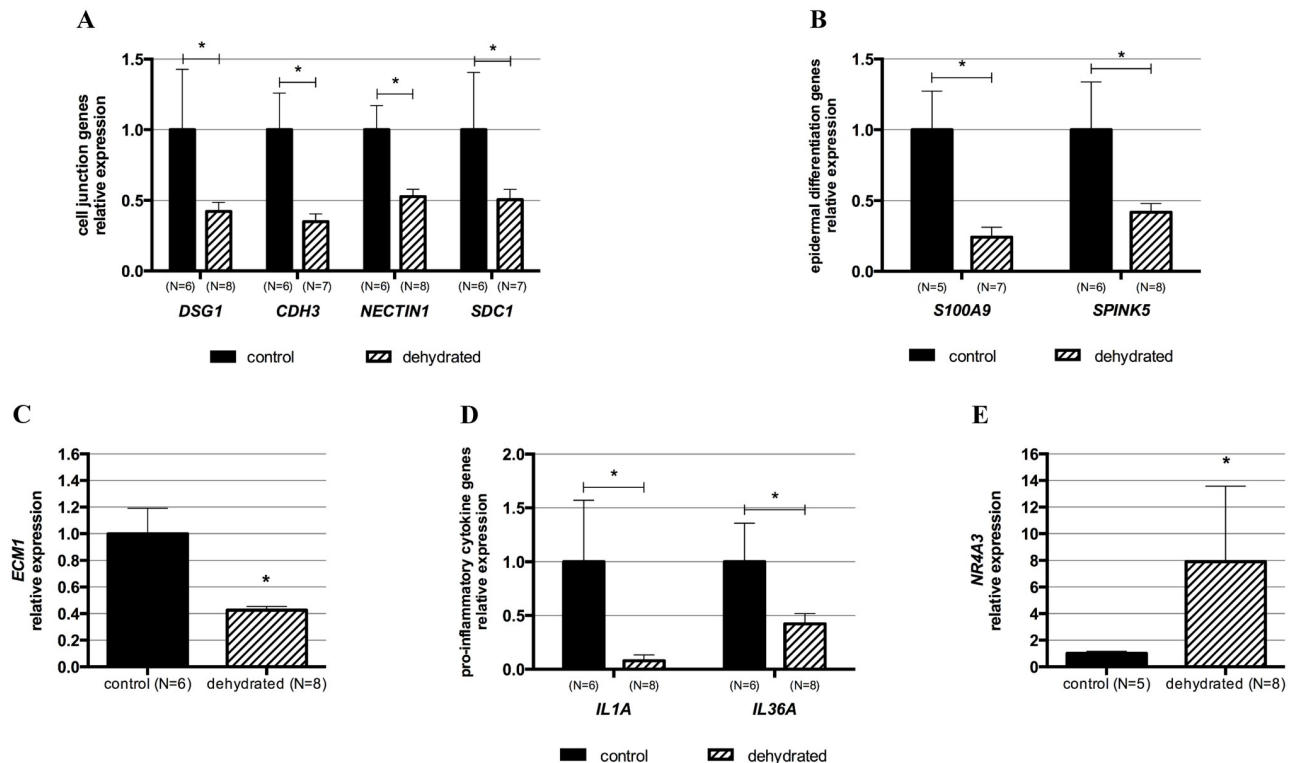 A
cell junction genes
relative expression
1.5
1.0
0.5
0.0
*
*
*
*
(N=6) (N=8) (N=6) (N=7) (N=6) (N=8) (N=6) (N=7)
DSG1 CDH3 NECTIN1 SDC1
control dehydrated
B
epidermal differentiation genes
relative expression
1.5
1.0
0.5
0.0
*
*
(N=5) (N=7) (N=6) (N=8)
S100A9 SPINK5
control dehydrated
C
ECM1
relative expression
1.6
1.4
1.2
1.0
0.8
0.6
0.4
0.2
0.0
*
control (N=6) dehydrated (N=8)
D
pro-inflammatory cytokine genes
relative expression
2.0
1.5
1.0
0.5
0.0
*
*
(N=6) (N=8) (N=6) (N=8)
IL1A IL36A
control dehydrated
E
NR4A3
relative expression
16
14
12
10
8
6
4
2
0
*
control (N=5) dehydrated (N=8)